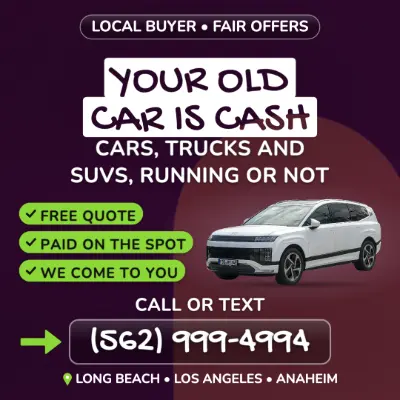 LOCAL BUYER • FAIR OFFERS
YOUR OLD
CAR IS CASH
CARS, TRUCKS AND
SUVS, RUNNING OR NOT
FREE QUOTE
PAID ON THE SPOT
WE COME TO YOU
CALL OR TEXT
(562) 999-4994
LONG BEACH • LOS ANGELES • ANAHEIM